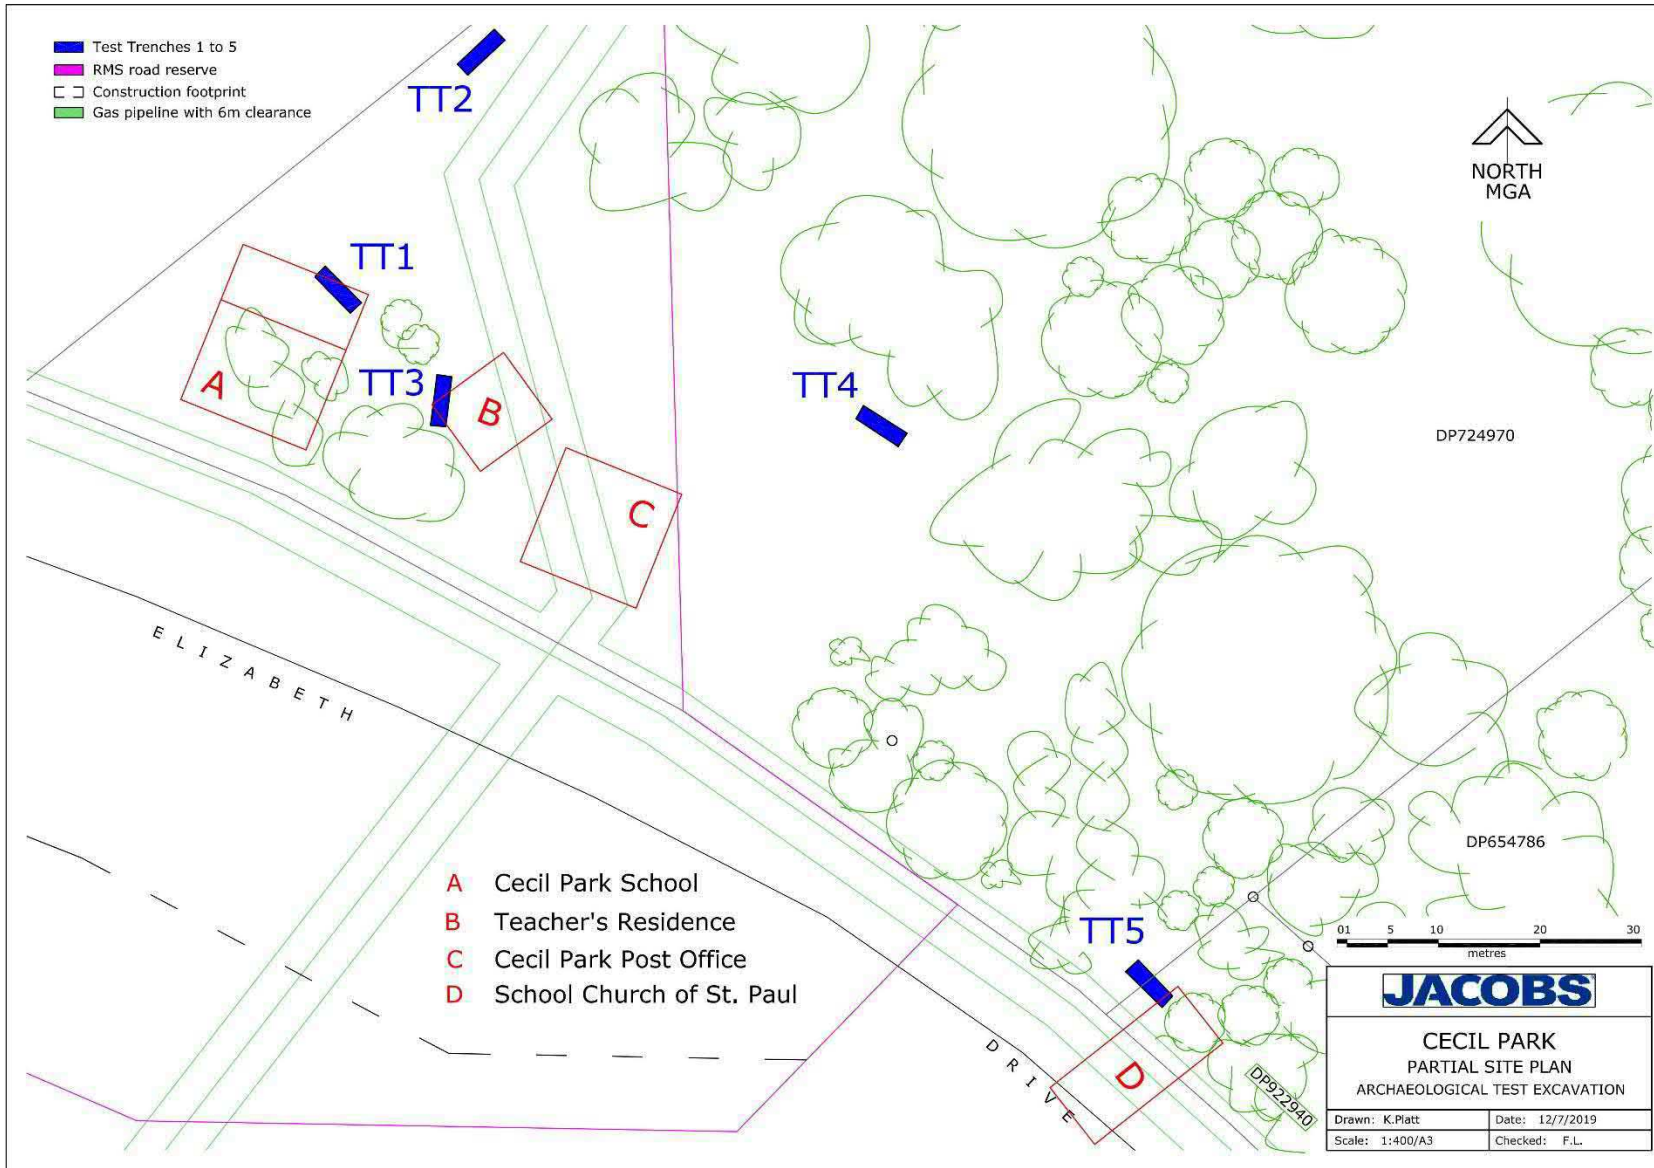 Test Trenches 1 to 5
RMS road reserve
Construction footprint
Gas pipeline with 6m clearance
TT2
NORTH
MGA
TT1
TT3
A
B
TT4
C
DP724970
ELIZABETH
DP654786
A Cecil Park School
B Teacher's Residence
C Cecil Park Post Office
D School Church of St. Paul
TT5
01 5 10 20 30
metres
DRIVE
D
DP922940
JACOBS
CECIL PARK
PARTIAL SITE PLAN
ARCHAEOLOGICAL TEST EXCAVATION
Drawn: K.Platt Date: 12/7/2019
Scale: 1:400/A3 Checked: F.L.